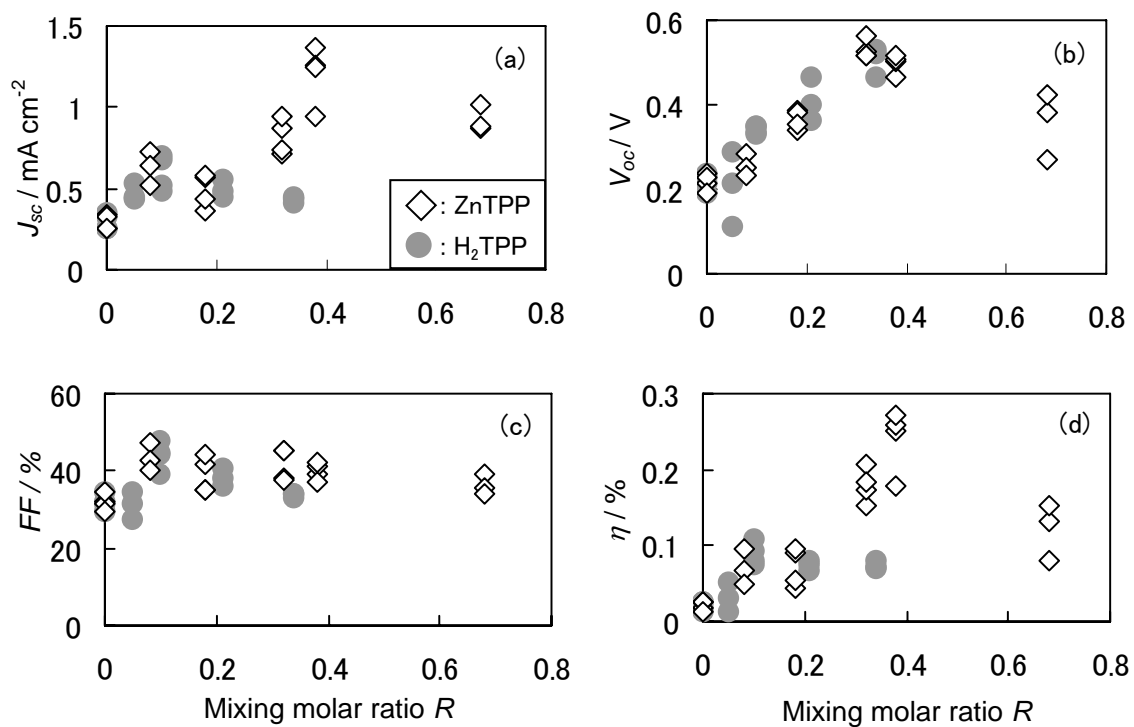 (a)
1.5
1
0.5
0
J_sc / mA cm⁻²
◇: ZnTPP
●: H₂TPP
0 0.2 0.4 0.6 0.8
(b)
0.6
0.4
0.2
0
V_oc / V
0 0.2 0.4 0.6 0.8
(c)
60
40
20
0
FF / %
0 0.2 0.4 0.6 0.8
Mixing molar ratio R
(d)
0.3
0.2
0.1
0
η / %
0 0.2 0.4 0.6 0.8
Mixing molar ratio R